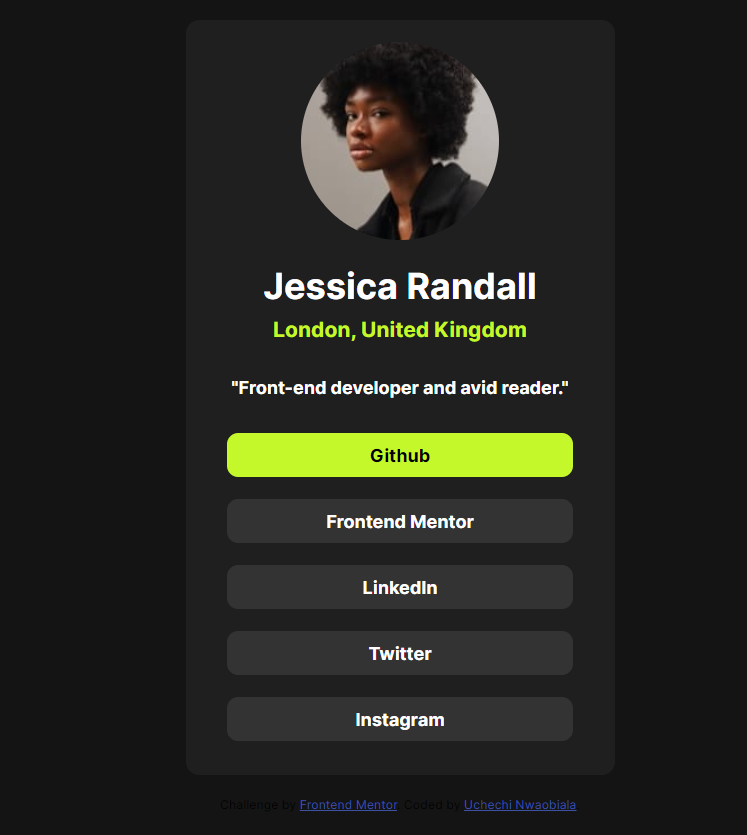 Jessica Randall
London, United Kingdom
"Front-end developer and avid reader."
Github
Frontend Mentor
LinkedIn
Twitter
Instagram
Challenge by Frontend Mentor. Coded by Uchechi Nwaobiala